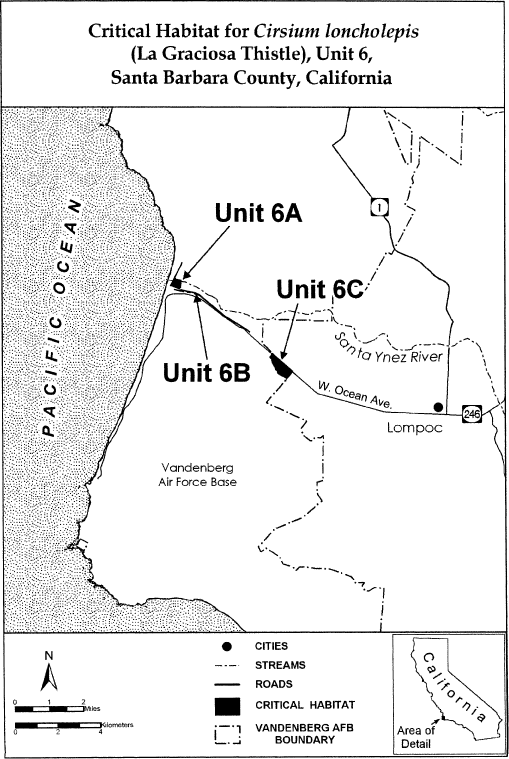 Critical Habitat for Cirsium loncholepis
(La Graciosa Thistle), Unit 6,
Santa Barbara County, California
PACIFIC OCEAN
1
Unit 6A
Unit 6C
Unit 6B
Santa Ynez River
W. Ocean Ave.
246
Lompoc
Vandenberg
Air Force Base
N
0 1 2 Miles
0 2 4 Kilometers
CITIES
STREAMS
ROADS
CRITICAL HABITAT
VANDENBERG AFB
BOUNDARY
California
Area of
Detail